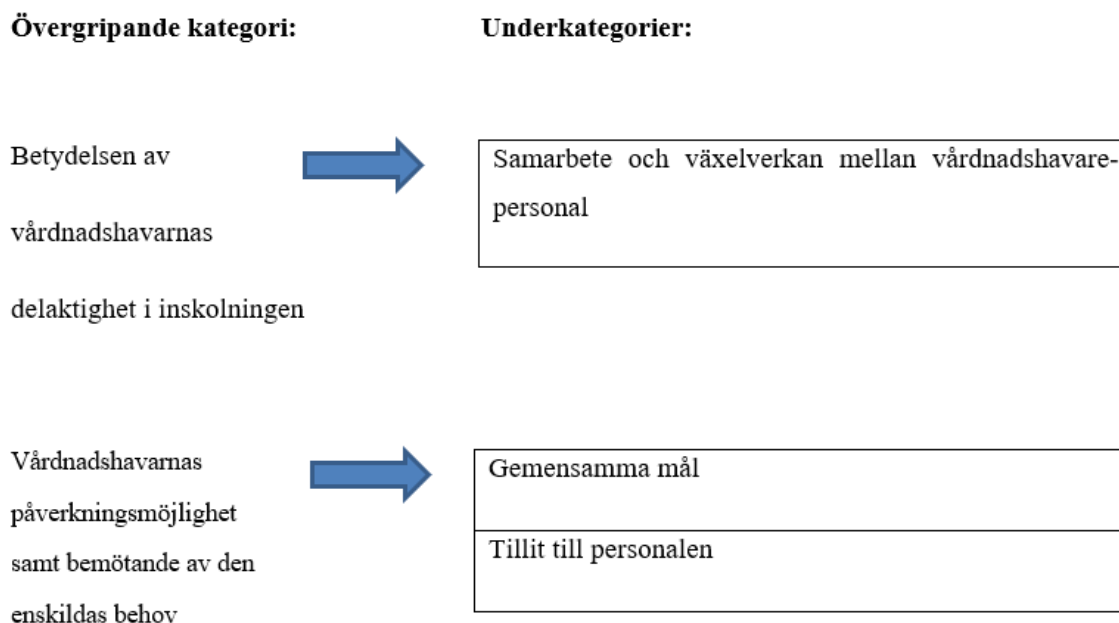 Övergripande kategori:
Underkategorier:
Betydelsen av
vårdnadshavarnas
delaktighet i inskolningen
Samarbete och växelverkan mellan vårdnadshavare-
personal
Vårdnadshavarnas
påverkningsmöjlighet
samt bemötande av den
enskildas behov
Gemensamma mål
Tillit till personalen